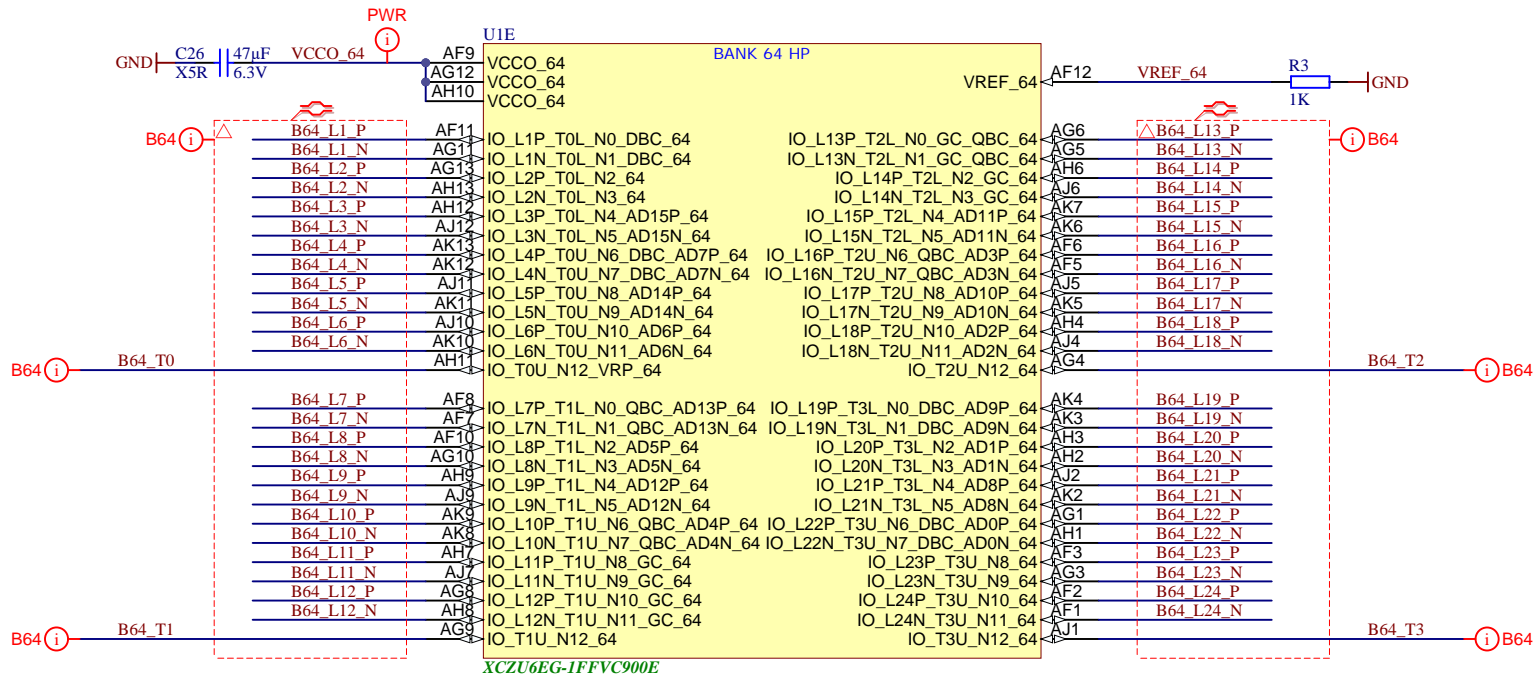 PWR
i
U1E
BANK 64 HP
GND C26 47µF VCCO_64 AF9 VCCO_64
X5R 6.3V
AG12 VCCO_64 VREF_64 AF12 VREF_64 R3 GND
1K
AH10 VCCO_64
B64 i B64_L1_P AF11 IO_L1P_T0L_N0_DBC_64 IO_L13P_T2L_N0_GC_QBC_64 AG6 B64_L13_P i B64
B64_L1_N AG11 IO_L1N_T0L_N1_DBC_64 IO_L13N_T2L_N1_GC_QBC_64 AG5 B64_L13_N
B64_L2_P AG13 IO_L2P_T0L_N2_64 IO_L14P_T2L_N2_GC_64 AH6 B64_L14_P
B64_L2_N AH13 IO_L2N_T0L_N3_64 IO_L14N_T2L_N3_GC_64 AJ6 B64_L14_N
B64_L3_P AH12 IO_L3P_T0L_N4_AD15P_64 IO_L15P_T2L_N4_AD11P_64 AK7 B64_L15_P
B64_L3_N AJ12 IO_L3N_T0L_N5_AD15N_64 IO_L15N_T2L_N5_AD11N_64 AK6 B64_L15_N
B64_L4_P AK13 IO_L4P_T0U_N6_DBC_AD7P_64 IO_L16P_T2U_N6_QBC_AD3P_64 AF6 B64_L16_P
B64_L4_N AK12 IO_L4N_T0U_N7_DBC_AD7N_64 IO_L16N_T2U_N7_QBC_AD3N_64 AF5 B64_L16_N
B64_L5_P AJ11 IO_L5P_T0U_N8_AD14P_64 IO_L17P_T2U_N8_AD10P_64 AJ5 B64_L17_P
B64_L5_N AK11 IO_L5N_T0U_N9_AD14N_64 IO_L17N_T2U_N9_AD10N_64 AK5 B64_L17_N
B64_L6_P AJ10 IO_L6P_T0U_N10_AD6P_64 IO_L18P_T2U_N10_AD2P_64 AH4 B64_L18_P
B64_L6_N AK10 IO_L6N_T0U_N11_AD6N_64 IO_L18N_T2U_N11_AD2N_64 AJ4 B64_L18_N
B64 i B64_T0 AH11 IO_T0U_N12_VRP_64 IO_T2U_N12_64 AG4 B64_T2 i B64
B64_L7_P AF8 IO_L7P_T1L_N0_QBC_AD13P_64 IO_L19P_T3L_N0_DBC_AD9P_64 AK4 B64_L19_P
B64_L7_N AF7 IO_L7N_T1L_N1_QBC_AD13N_64 IO_L19N_T3L_N1_DBC_AD9N_64 AK3 B64_L19_N
B64_L8_P AF10 IO_L8P_T1L_N2_AD5P_64 IO_L20P_T3L_N2_AD1P_64 AH3 B64_L20_P
B64_L8_N AG10 IO_L8N_T1L_N3_AD5N_64 IO_L20N_T3L_N3_AD1N_64 AH2 B64_L20_N
B64_L9_P AH9 IO_L9P_T1L_N4_AD12P_64 IO_L21P_T3L_N4_AD8P_64 AJ2 B64_L21_P
B64_L9_N AJ9 IO_L9N_T1L_N5_AD12N_64 IO_L21N_T3L_N5_AD8N_64 AK2 B64_L21_N
B64_L10_P AK9 IO_L10P_T1U_N6_QBC_AD4P_64 IO_L22P_T3U_N6_DBC_AD0P_64 AG1 B64_L22_P
B64_L10_N AK8 IO_L10N_T1U_N7_QBC_AD4N_64 IO_L22N_T3U_N7_DBC_AD0N_64 AH1 B64_L22_N
B64_L11_P AH7 IO_L11P_T1U_N8_GC_64 IO_L23P_T3U_N8_64 AF3 B64_L23_P
B64_L11_N AJ7 IO_L11N_T1U_N9_GC_64 IO_L23N_T3U_N9_64 AG3 B64_L23_N
B64_L12_P AG8 IO_L12P_T1U_N10_GC_64 IO_L24P_T3U_N10_64 AF2 B64_L24_P
B64_L12_N AH8 IO_L12N_T1U_N11_GC_64 IO_L24N_T3U_N11_64 AF1 B64_L24_N
B64 i B64_T1 AG9 IO_T1U_N12_64 IO_T3U_N12_64 AJ1 B64_T3 i B64
XCZU6EG-1FFVC900E